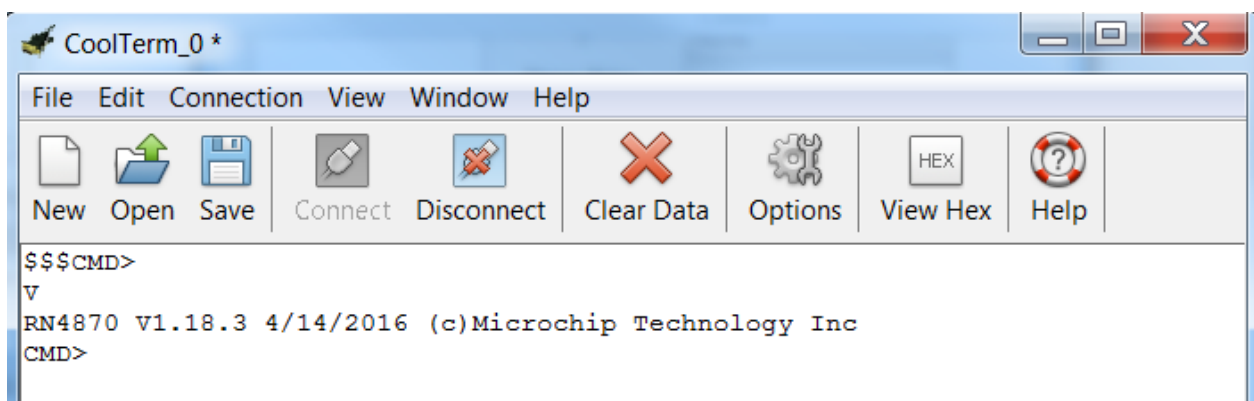 CoolTerm_0 *
File Edit Connection View Window Help
HEX
New Open Save Connect Disconnect Clear Data Options View Hex Help
$$$CMD>
V
RN4870 V1.18.3 4/14/2016 (c)Microchip Technology Inc
CMD>